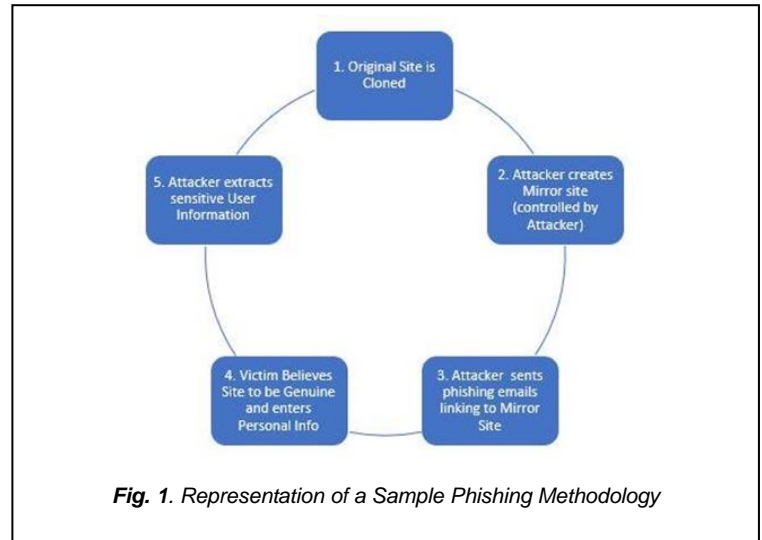 1. Original Site is
Cloned
2. Attacker creates
Mirror site
(controlled by
Attacker)
3. Attacker sents
phishing emails
linking to Mirror
Site
4. Victim Believes
Site to be Genuine
and enters
Personal Info
5. Attacker extracts
sensitive User
Information
Fig. 1. Representation of a Sample Phishing Methodology